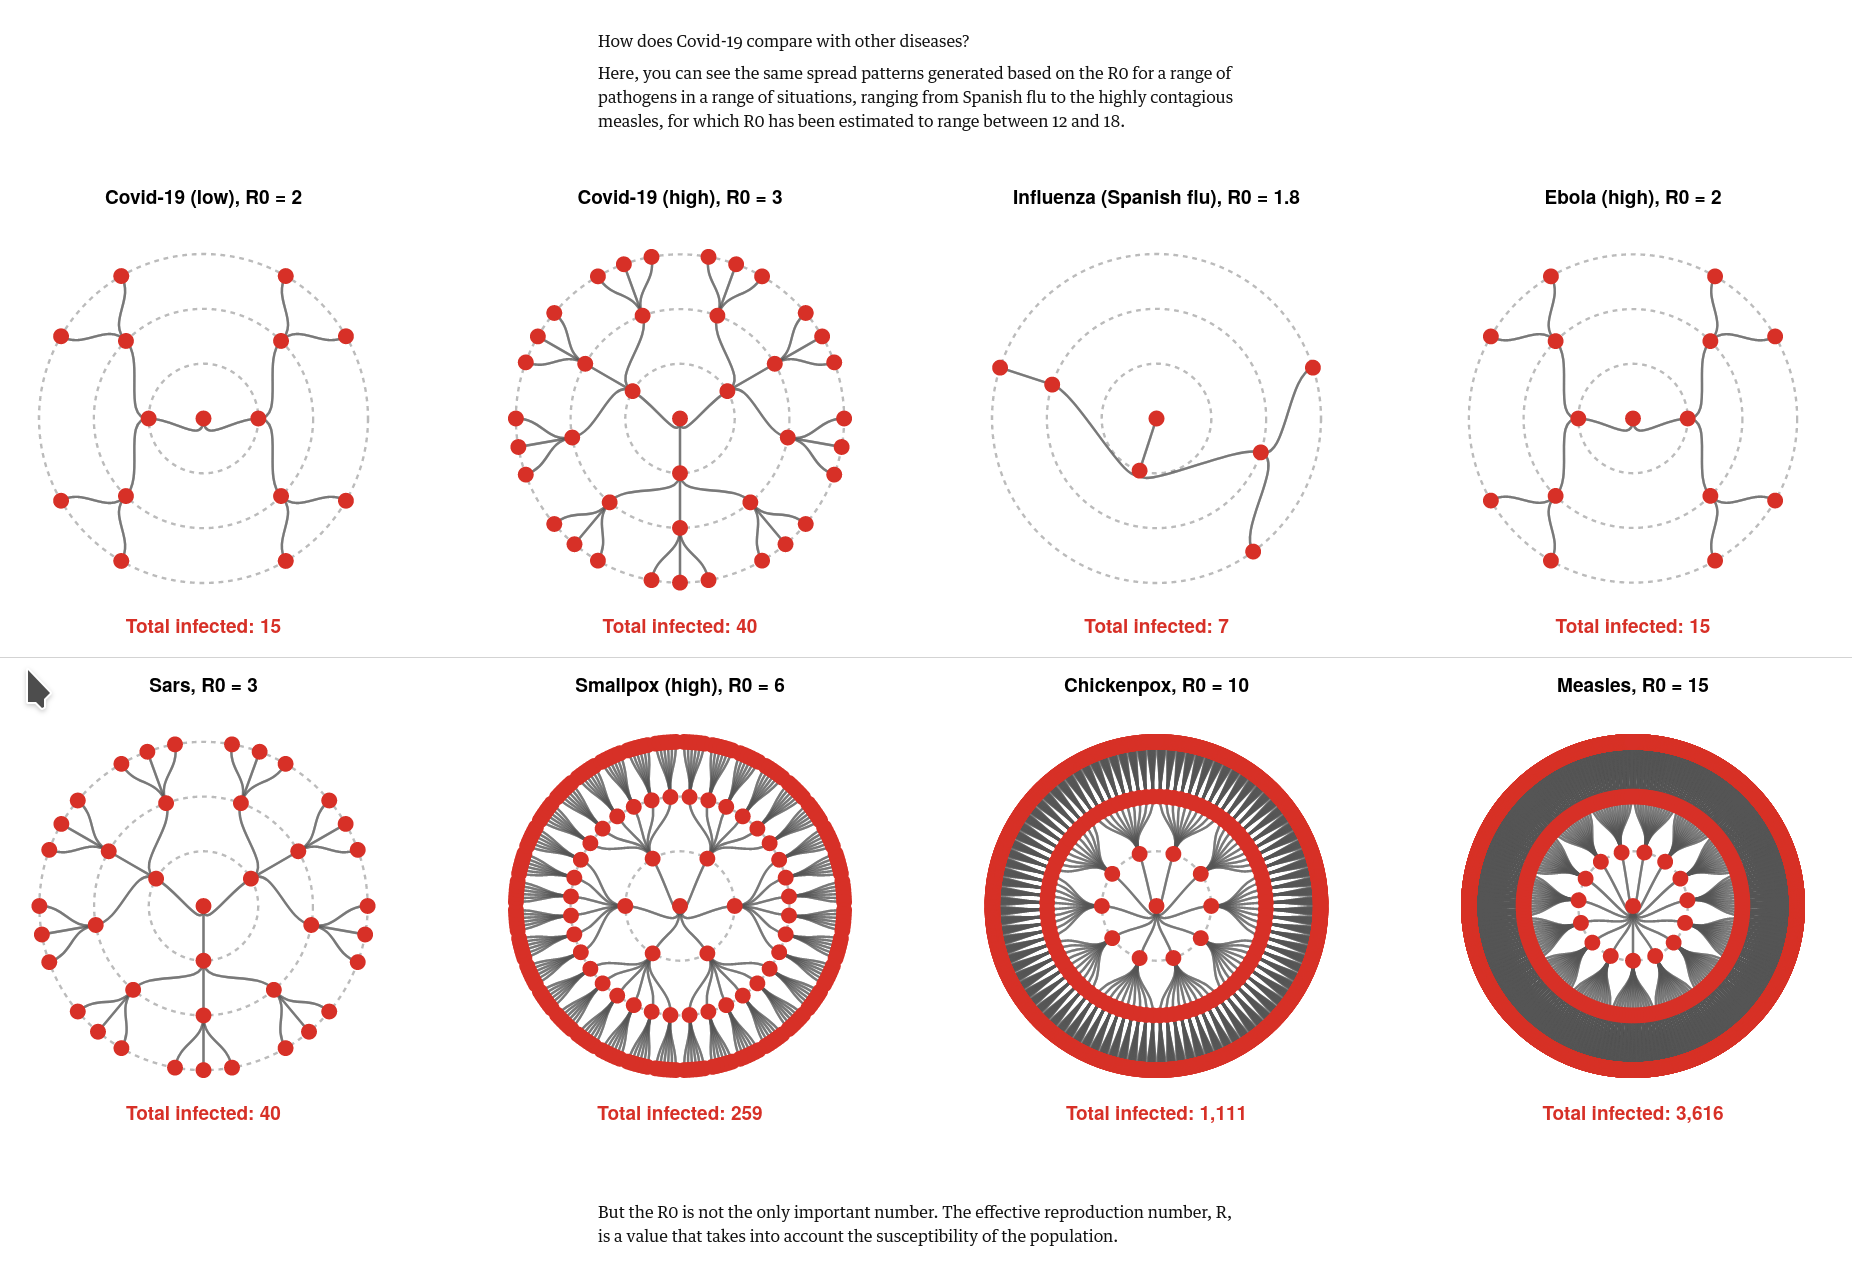 How does Covid-19 compare with other diseases?
Here, you can see the same spread patterns generated based on the R0 for a range of
pathogens in a range of situations, ranging from Spanish flu to the highly contagious
measles, for which R0 has been estimated to range between 12 and 18.
Covid-19 (low), R0 = 2
Covid-19 (high), R0 = 3
Influenza (Spanish flu), R0 = 1.8
Ebola (high), R0 = 2
Total infected: 15
Total infected: 40
Total infected: 7
Total infected: 15
Sars, R0 = 3
Smallpox (high), R0 = 6
Chickenpox, R0 = 10
Measles, R0 = 15
Total infected: 40
Total infected: 259
Total infected: 1,111
Total infected: 3,616
But the R0 is not the only important number. The effective reproduction number, R,
is a value that takes into account the susceptibility of the population.